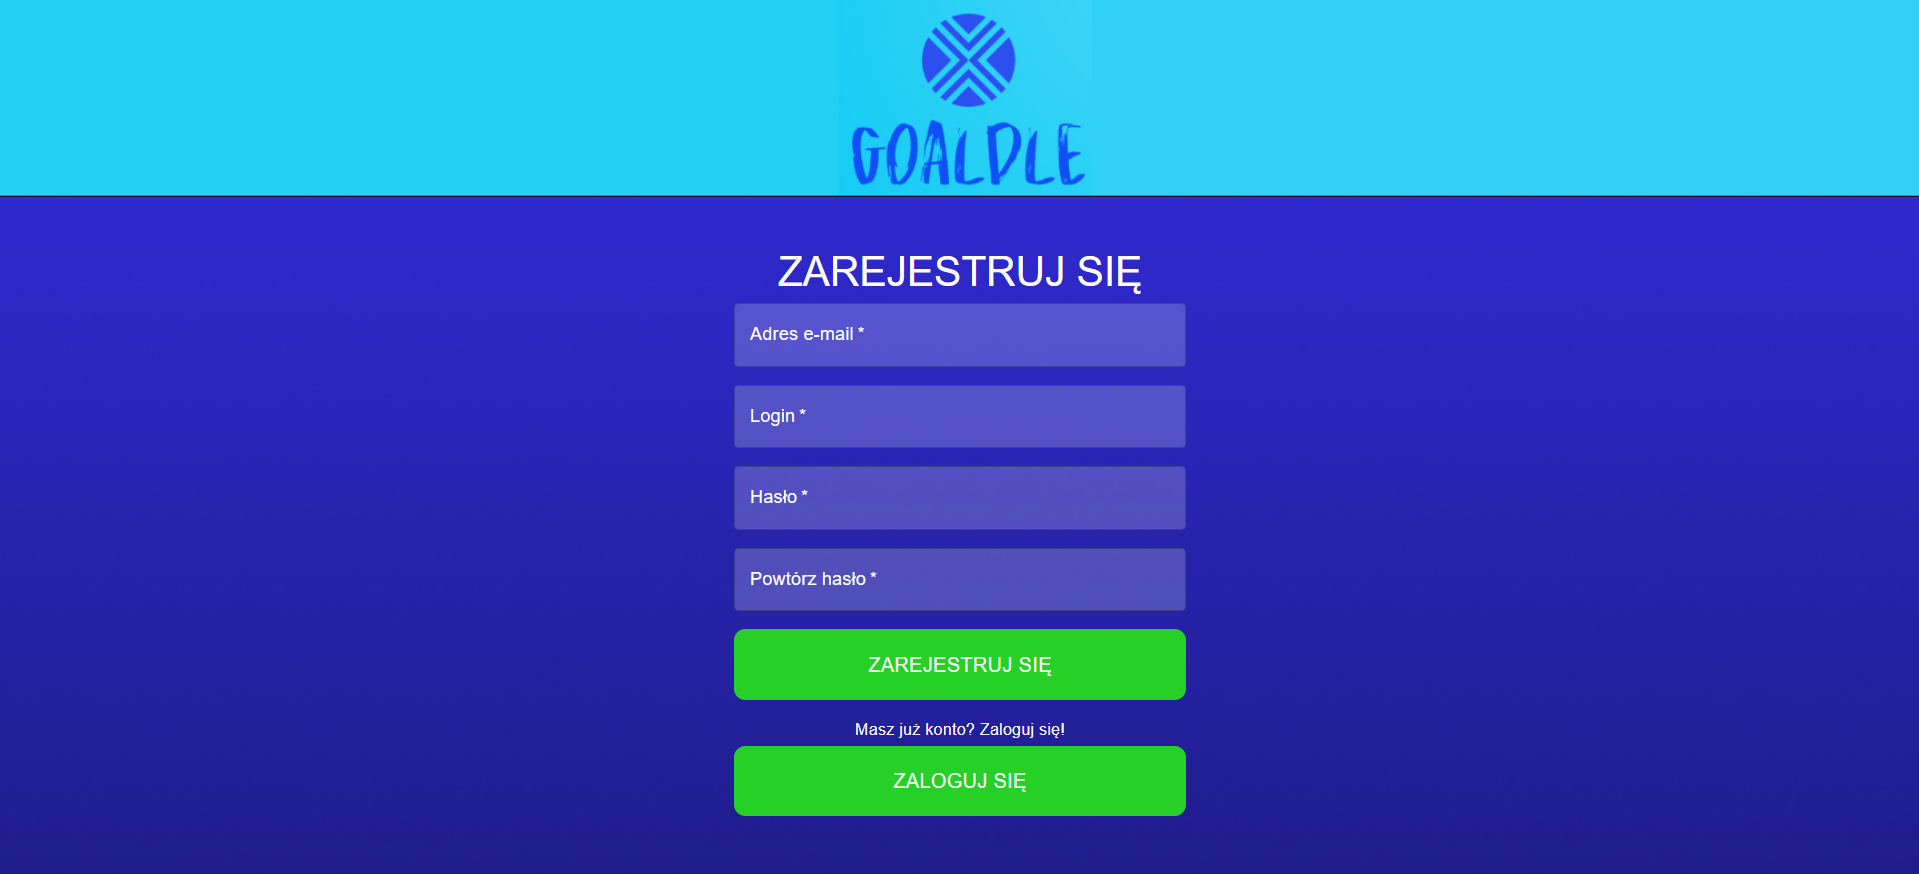 GOALDLE
ZAREJESTRUJ SIĘ
Adres e-mail *
Login *
Hasło *
Powtórz hasło *
ZAREJESTRUJ SIĘ
Masz już konto? Zaloguj się!
ZALOGUJ SIĘ